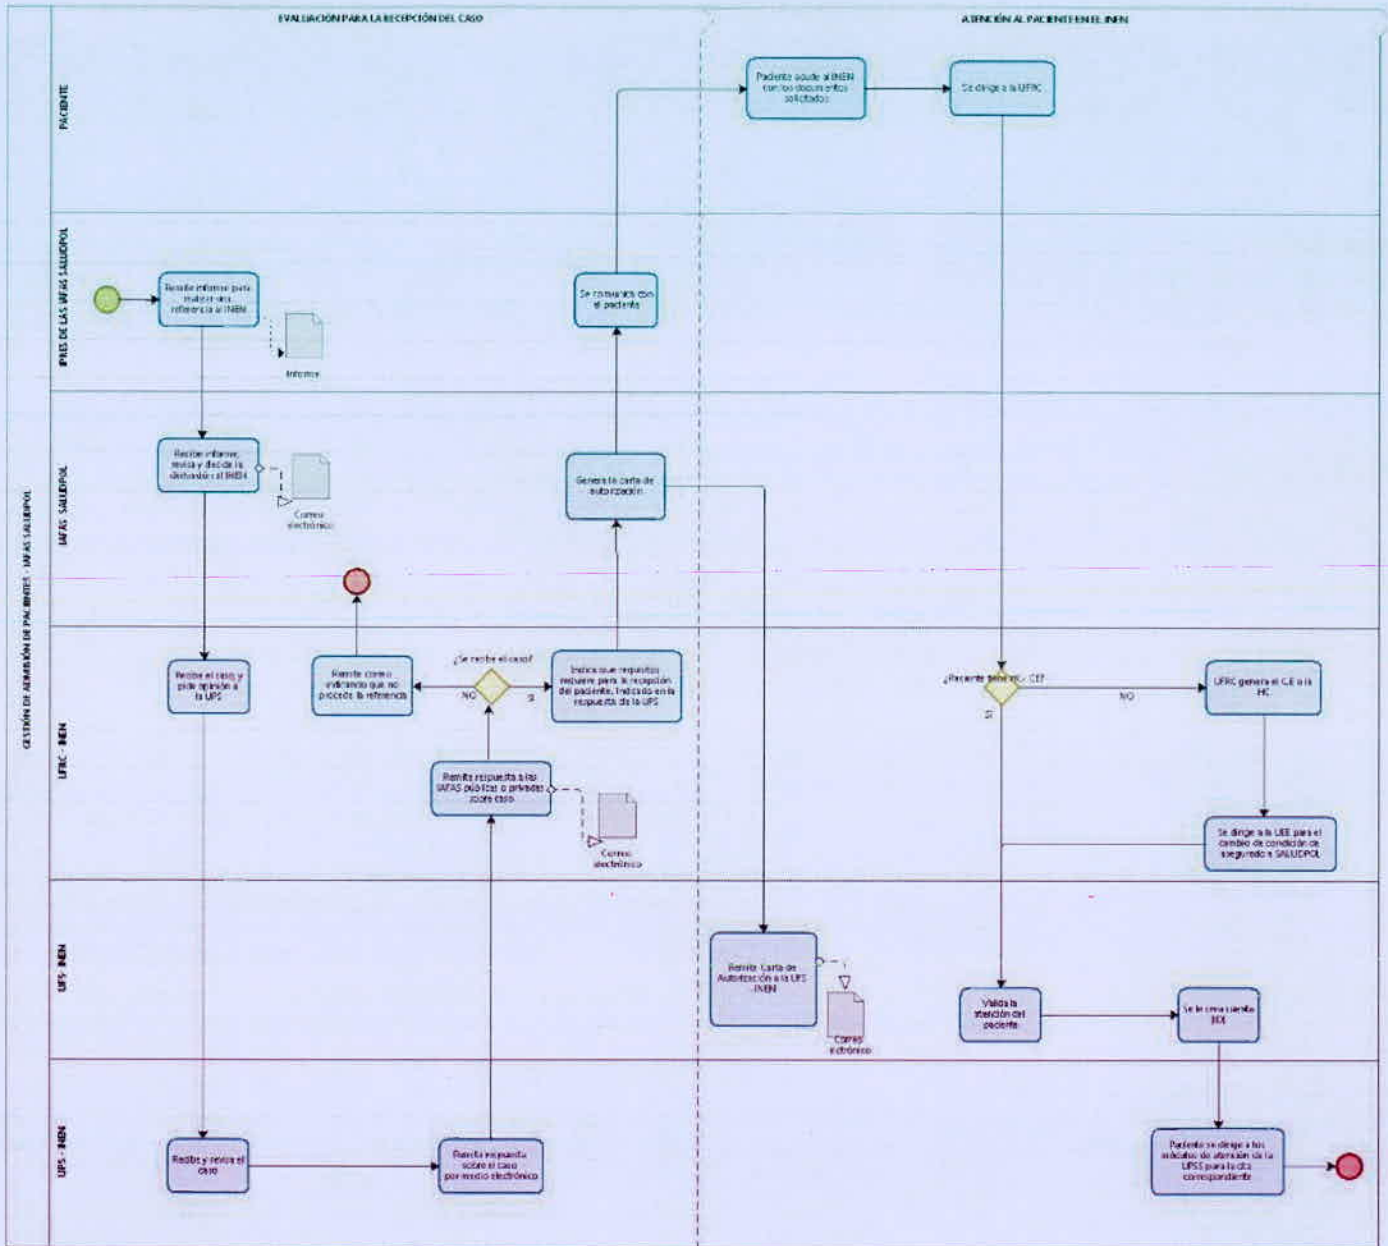 EVALUACIÓN PARA LA RECEPCIÓN DEL CASO
ATENCIÓN AL PACIENTE EN EL INEN
GESTIÓN DE ADMISIÓN DE PACIENTES - IAFAS SALUDPOL
PACIENTE
Paciente acude al INEN
con los documentos
solicitados
Se dirige a la UFRC
IPRES DE LAS IAFAS SALUDPOL
Remite informe para
realizar una
referencia al INEN
Informe
Se comunica con
el paciente
IAFAS SALUDPOL
Recibe informe,
revisa y decide la
derivación al INEN
Correo
electrónico
Genera la carta de
autorización
UFRC - INEN
Recibe el caso, y
pide opinión a
la UPS
Remite correo
indicando que no
procede la referencia
¿Se recibe el caso?
NO
SI
Indica que requisitos
requiere para la recepción
del paciente. Indicado en la
respuesta de la UPS
Remite respuesta a las
IAFAS públicas o privadas
sobre caso
Correo
electrónico
¿Paciente tiene
CE?
NO
SI
UFRC genera el C.E a la
HC
Se dirige a la UEE para el
cambio de condición de
asegurado a SALUDPOL
UFS- INEN
Remite Carta de
Autorización a la UFS
- INEN
Correo
electrónico
Valida la
atención del
paciente
Se le crea cuenta
UPS - INEN
Recibe y revisa el
caso
Remite respuesta
sobre el caso
por medio electrónico
Paciente se dirige a los
módulos de atención de la
UPSS para la cita
correspondiente